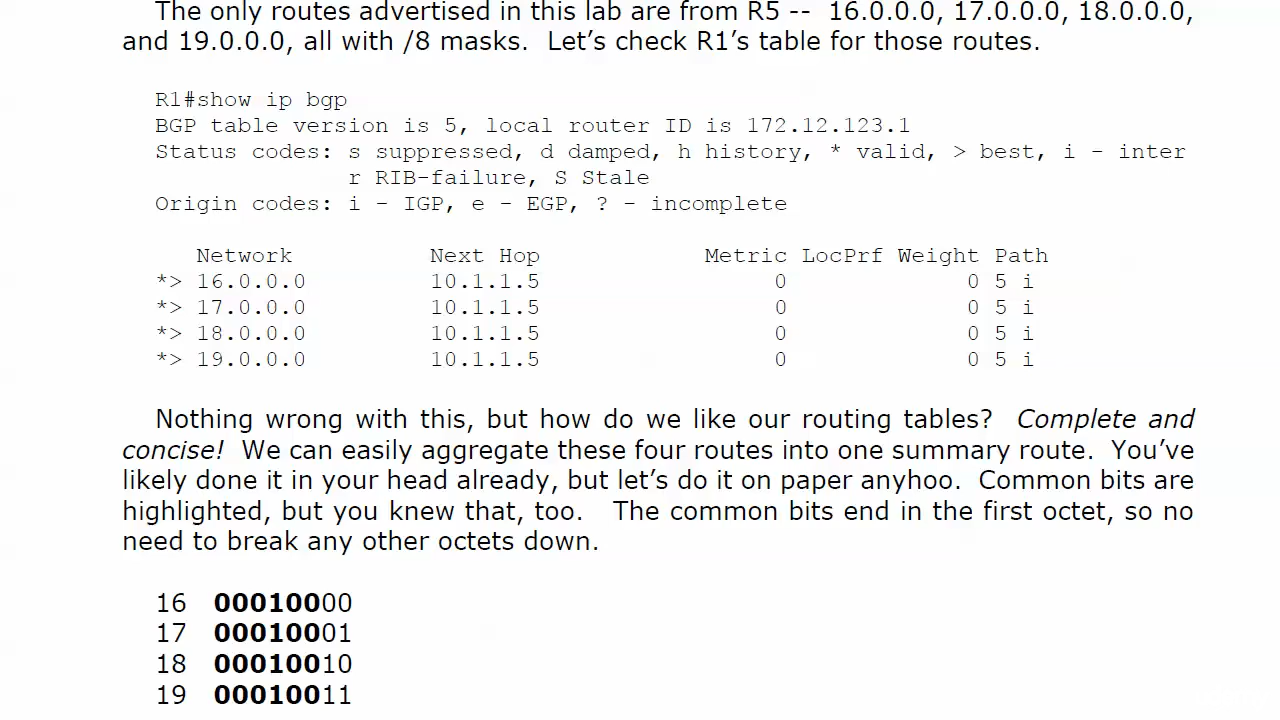 The only routes advertised in this lab are from R5 -- 16.0.0.0, 17.0.0.0, 18.0.0.0,
and 19.0.0.0, all with /8 masks. Let's check R1's table for those routes.
R1#show ip bgp
BGP table version is 5, local router ID is 172.12.123.1
Status codes: s suppressed, d damped, h history, * valid, > best, i - inter
r RIB-failure, S Stale
Origin codes: i - IGP, e - EGP, ? - incomplete
Network Next Hop Metric LocPrf Weight Path
*> 16.0.0.0 10.1.1.5 0 0 5 i
*> 17.0.0.0 10.1.1.5 0 0 5 i
*> 18.0.0.0 10.1.1.5 0 0 5 i
*> 19.0.0.0 10.1.1.5 0 0 5 i
Nothing wrong with this, but how do we like our routing tables? Complete and
concise! We can easily aggregate these four routes into one summary route. You've
likely done it in your head already, but let's do it on paper anyhoo. Common bits are
highlighted, but you knew that, too. The common bits end in the first octet, so no
need to break any other octets down.
16 00010000
17 00010001
18 00010010
19 00010011